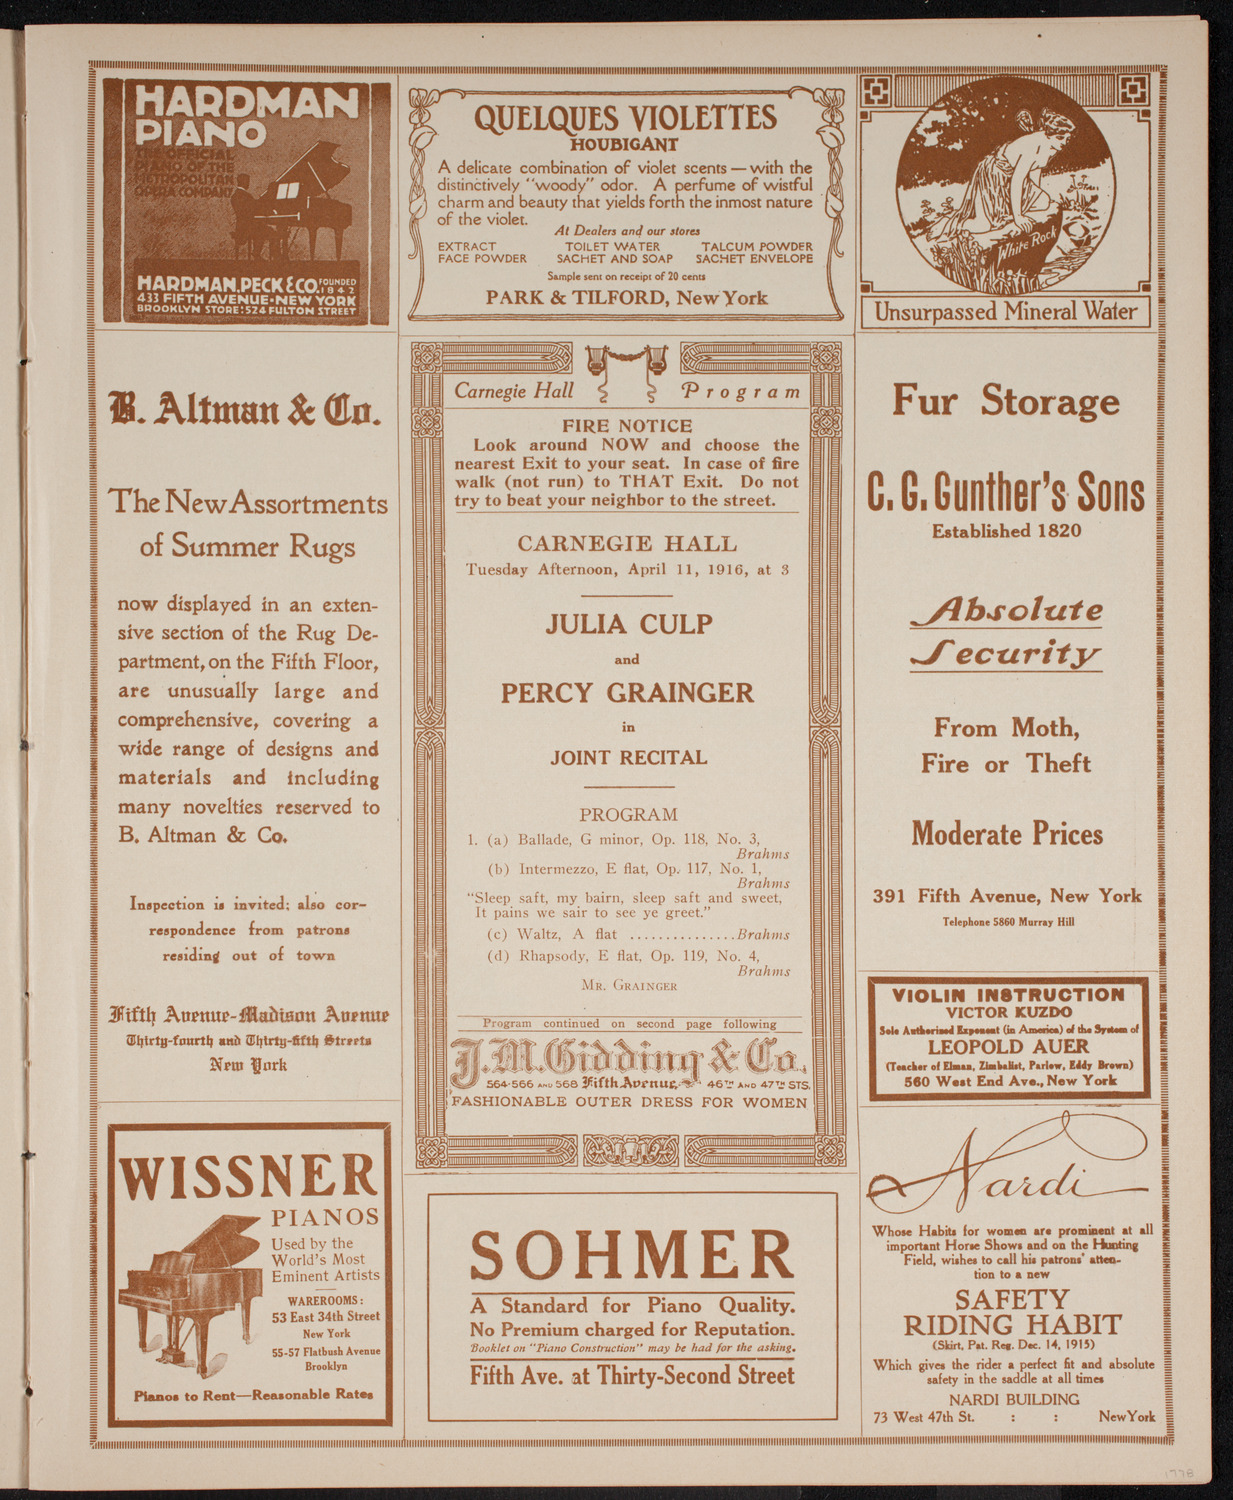 HARDMAN
PIANO
THE OFFICIAL
PIANO OF THE
METROPOLITAN
OPERA COMPANY
HARDMAN, PECK & CO. FOUNDED 1842
433 FIFTH AVENUE·NEW YORK
BROOKLYN STORE: 524 FULTON STREET
QUELQUES VIOLETTES
HOUBIGANT
A delicate combination of violet scents — with the
distinctively "woody" odor. A perfume of wistful
charm and beauty that yields forth the inmost nature
of the violet.
At Dealers and our stores
EXTRACT TOILET WATER TALCUM POWDER
FACE POWDER SACHET AND SOAP SACHET ENVELOPE
Sample sent on receipt of 20 cents
PARK & TILFORD, New York
White Rock
Unsurpassed Mineral Water
B. Altman & Co.
The New Assortments
of Summer Rugs
now displayed in an exten-
sive section of the Rug De-
partment, on the Fifth Floor,
are unusually large and
comprehensive, covering a
wide range of designs and
materials and including
many novelties reserved to
B. Altman & Co.
Inspection is invited; also cor-
respondence from patrons
residing out of town
Fifth Avenue-Madison Avenue
Thirty-fourth and Thirty-fifth Streets
New York
WISSNER
PIANOS
Used by the
World's Most
Eminent Artists
WAREROOMS:
53 East 34th Street
New York
55-57 Flatbush Avenue
Brooklyn
Pianos to Rent—Reasonable Rates
Carnegie Hall Program
FIRE NOTICE
Look around NOW and choose the
nearest Exit to your seat. In case of fire
walk (not run) to THAT Exit. Do not
try to beat your neighbor to the street.
CARNEGIE HALL
Tuesday Afternoon, April 11, 1916, at 3
JULIA CULP
and
PERCY GRAINGER
in
JOINT RECITAL
PROGRAM
1. (a) Ballade, G minor, Op. 118, No. 3,
Brahms
(b) Intermezzo, E flat, Op. 117, No. 1,
Brahms
"Sleep saft, my bairn, sleep saft and sweet,
It pains we sair to see ye greet."
(c) Waltz, A flat ...............Brahms
(d) Rhapsody, E flat, Op. 119, No. 4,
Brahms
MR. GRAINGER
Program continued on second page following
J. M. Gidding & Co.
564-566 AND 568 Fifth Avenue, 46TH AND 47TH STS.
FASHIONABLE OUTER DRESS FOR WOMEN
SOHMER
A Standard for Piano Quality.
No Premium charged for Reputation.
Booklet on "Piano Construction" may be had for the asking.
Fifth Ave. at Thirty-Second Street
Fur Storage
C. G. Gunther's Sons
Established 1820
Absolute
Security
From Moth,
Fire or Theft
Moderate Prices
391 Fifth Avenue, New York
Telephone 5860 Murray Hill
VIOLIN INSTRUCTION
VICTOR KUZDO
Sole Authorized Exponent (in America) of the System of
LEOPOLD AUER
(Teacher of Elman, Zimbalist, Parlow, Eddy Brown)
560 West End Ave., New York
Nardi
Whose Habits for women are prominent at all
important Horse Shows and on the Hunting
Field, wishes to call his patrons' atten-
tion to a new
SAFETY
RIDING HABIT
(Skirt, Pat. Reg. Dec. 14, 1915)
Which gives the rider a perfect fit and absolute
safety in the saddle at all times
NARDI BUILDING
73 West 47th St. : : New York
1778